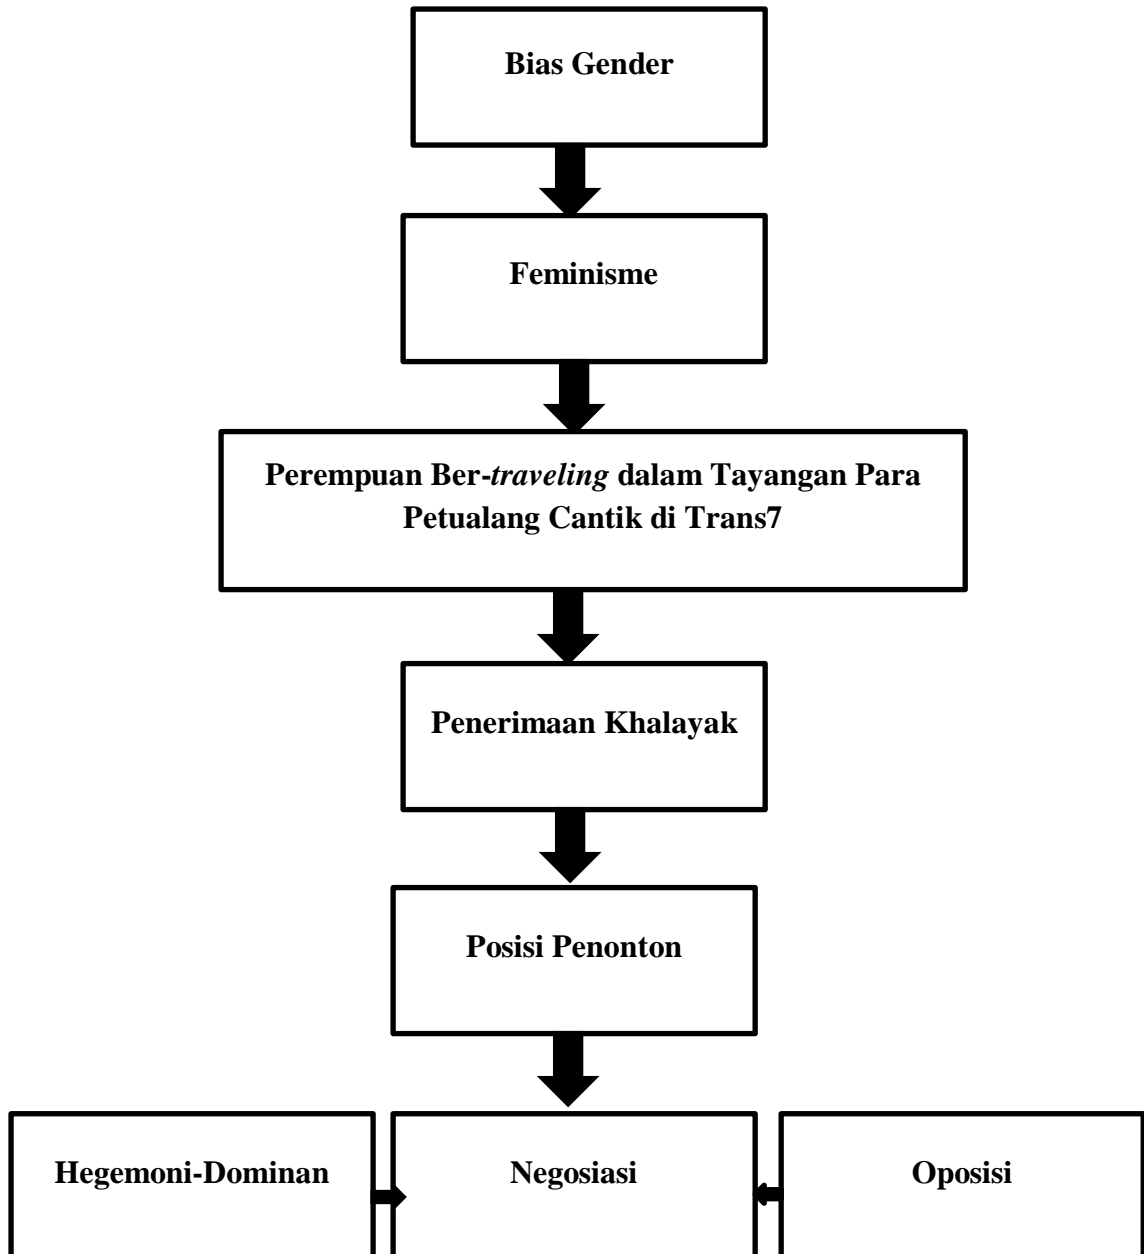 Bias Gender
Feminisme
Perempuan Ber-traveling dalam Tayangan Para
Petualang Cantik di Trans7
Penerimaan Khalayak
Posisi Penonton
Hegemoni-Dominan
Negosiasi
Oposisi